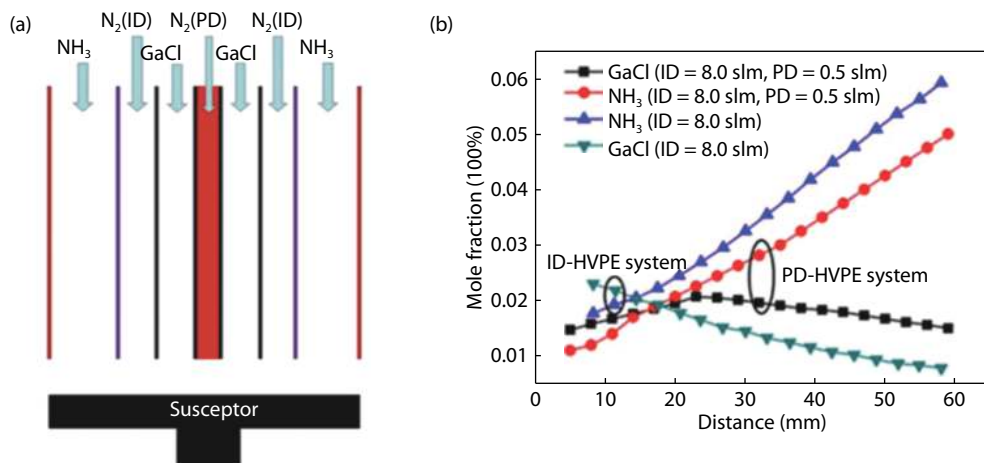 (a)
N₂(ID) N₂(PD) N₂(ID)
NH₃ GaCl GaCl NH₃
Susceptor
(b)
0.06
0.05
0.04
0.03
0.02
0.01
Mole fraction (100%)
GaCl (ID = 8.0 slm, PD = 0.5 slm)
NH₃ (ID = 8.0 slm, PD = 0.5 slm)
NH₃ (ID = 8.0 slm)
GaCl (ID = 8.0 slm)
ID-HVPE system
PD-HVPE system
0 10 20 30 40 50 60
Distance (mm)